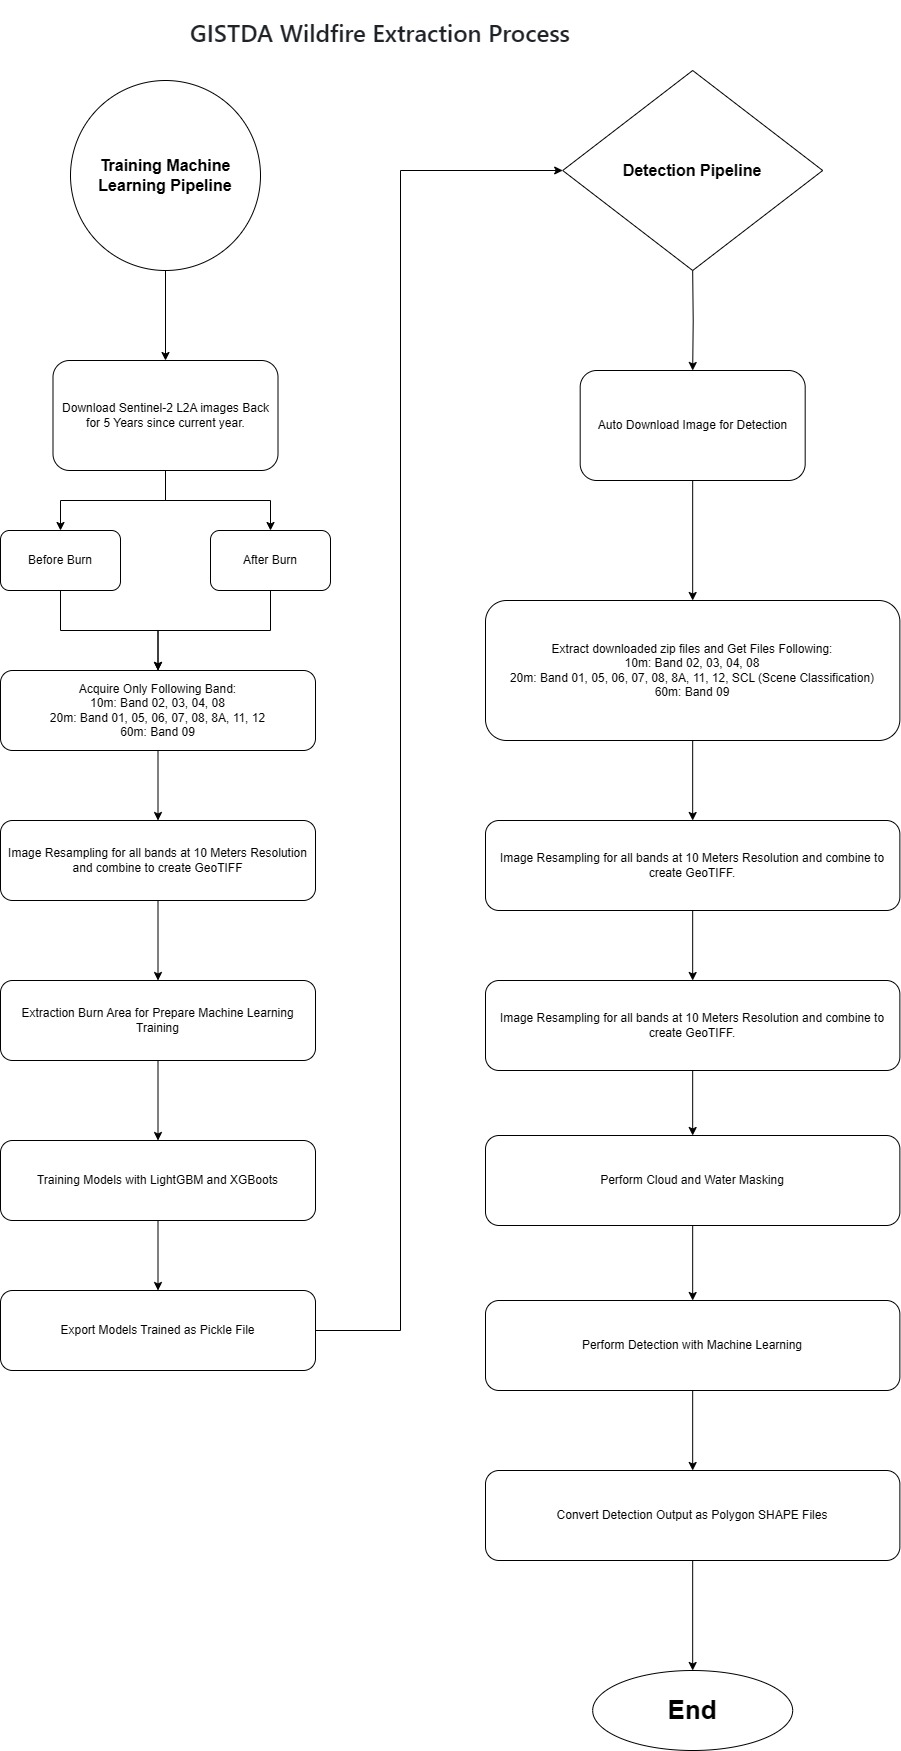 GISTDA Wildfire Extraction Process
Training Machine
Learning Pipeline
Download Sentinel-2 L2A images Back
for 5 Years since current year.
Before Burn
After Burn
Acquire Only Following Band:
10m: Band 02, 03, 04, 08
20m: Band 01, 05, 06, 07, 08, 8A, 11, 12
60m: Band 09
Image Resampling for all bands at 10 Meters Resolution
and combine to create GeoTIFF
Extraction Burn Area for Prepare Machine Learning
Training
Training Models with LightGBM and XGBoots
Export Models Trained as Pickle File
Detection Pipeline
Auto Download Image for Detection
Extract downloaded zip files and Get Files Following:
10m: Band 02, 03, 04, 08
20m: Band 01, 05, 06, 07, 08, 8A, 11, 12, SCL (Scene Classification)
60m: Band 09
Image Resampling for all bands at 10 Meters Resolution and combine to
create GeoTIFF.
Image Resampling for all bands at 10 Meters Resolution and combine to
create GeoTIFF.
Perform Cloud and Water Masking
Perform Detection with Machine Learning
Convert Detection Output as Polygon SHAPE Files
End